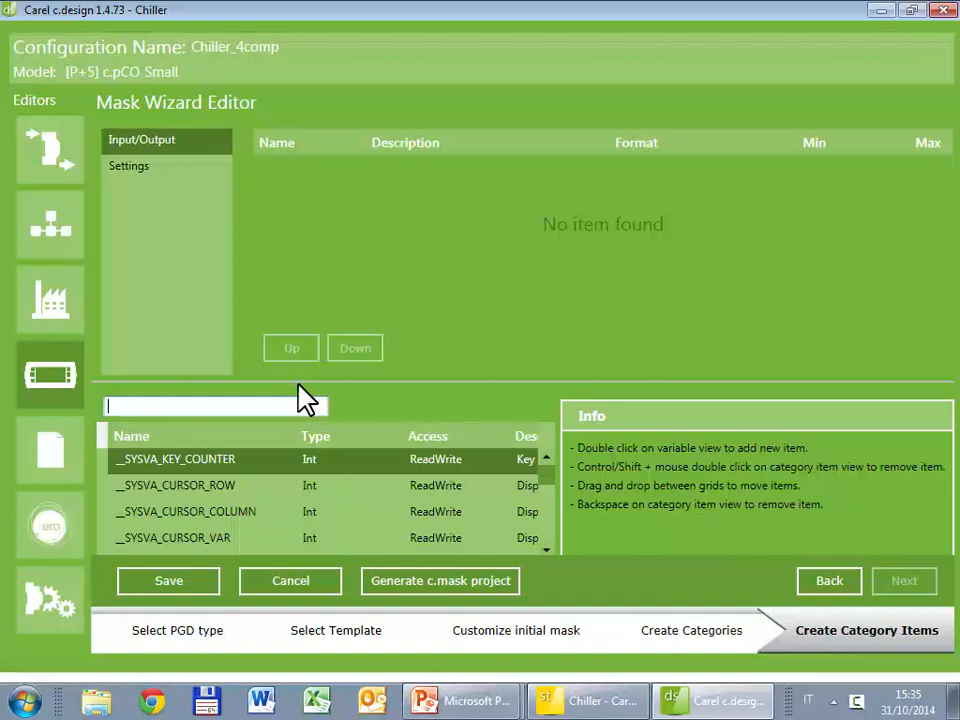 ds Carel c.design 1.4.73 - Chiller
Configuration Name: Chiller_4comp
Model: [P+5] c.pCO Small
Editors
Mask Wizard Editor
Input/Output
Settings
Name Description Format Min Max
No item found
Up Down
Name Type Access Des
__SYSVA_KEY_COUNTER Int ReadWrite Key
__SYSVA_CURSOR_ROW Int ReadWrite Disp
__SYSVA_CURSOR_COLUMN Int ReadWrite Disp
__SYSVA_CURSOR_VAR Int ReadWrite Disp
Info
- Double click on variable view to add new item.
- Control/Shift + mouse double click on category item view to remove item.
- Drag and drop between grids to move items.
- Backspace on category item view to remove item.
era
Save Cancel Generate c.mask project Back Next
Select PGD type Select Template Customize initial mask Create Categories Create Category Items
Microsoft P...
st Chiller - Car...
ds Carel c.desig...
IT
15:35
31/10/2014